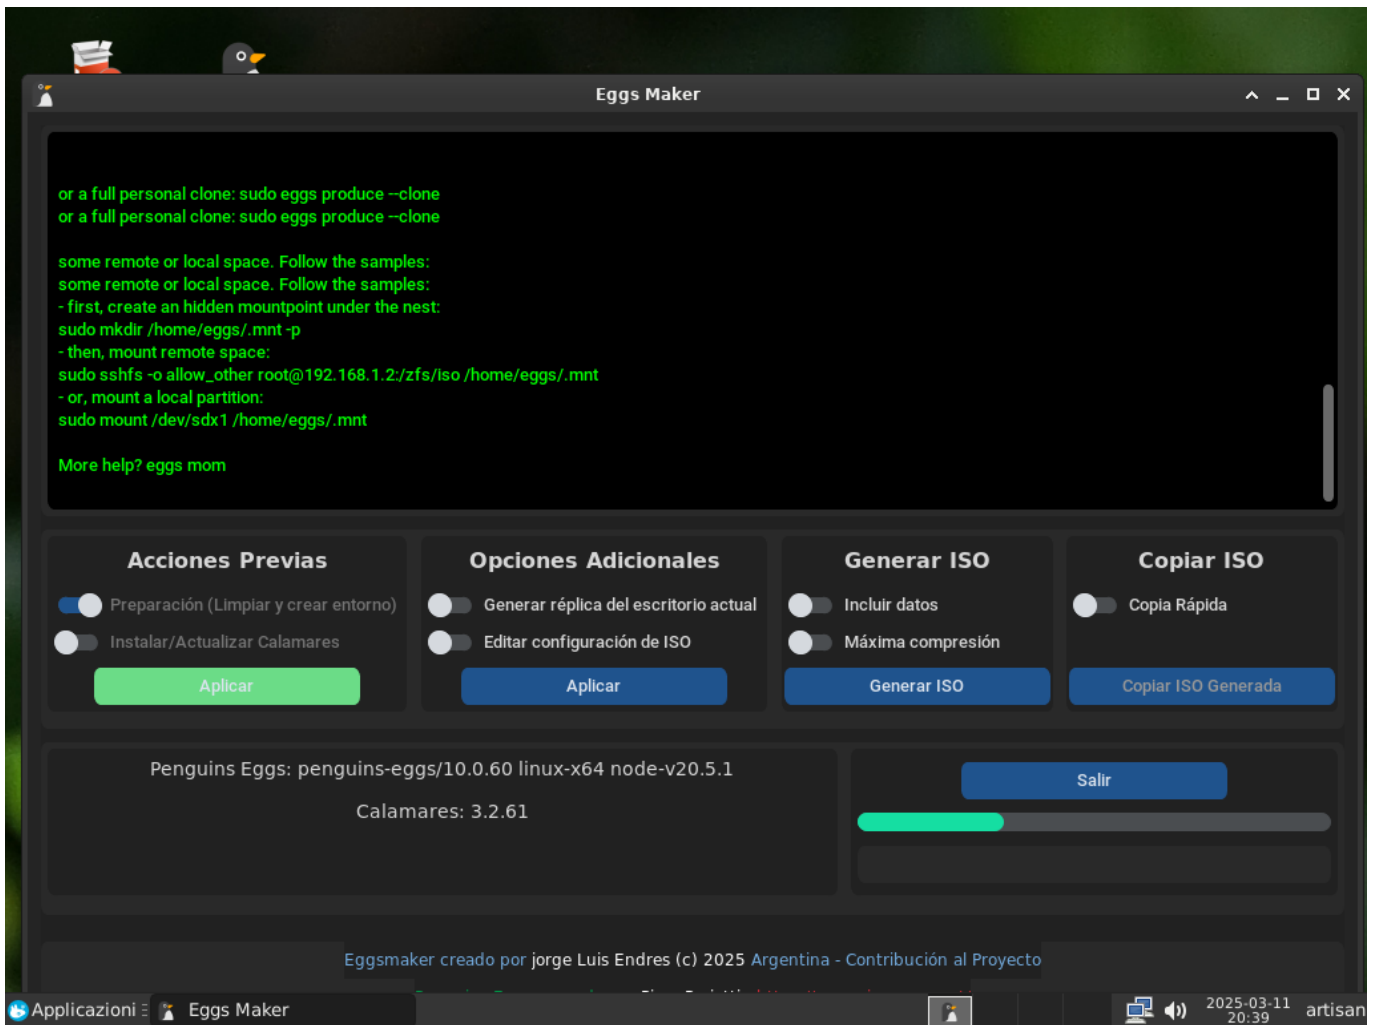 Eggs Maker
or a full personal clone: sudo eggs produce --clone
or a full personal clone: sudo eggs produce --clone
some remote or local space. Follow the samples:
some remote or local space. Follow the samples:
- first, create an hidden mountpoint under the nest:
sudo mkdir /home/eggs/.mnt -p
- then, mount remote space:
sudo sshfs -o allow_other root@192.168.1.2:/zfs/iso /home/eggs/.mnt
- or, mount a local partition:
sudo mount /dev/sdx1 /home/eggs/.mnt
More help? eggs mom
Acciones Previas
Preparación (Limpiar y crear entorno)
Instalar/Actualizar Calamares
Aplicar
Opciones Adicionales
Generar réplica del escritorio actual
Editar configuración de ISO
Aplicar
Generar ISO
Incluir datos
Máxima compresión
Generar ISO
Copiar ISO
Copia Rápida
Copiar ISO Generada
Penguins Eggs: penguins-eggs/10.0.60 linux-x64 node-v20.5.1
Calamares: 3.2.61
Salir
Eggsmaker creado por jorge Luis Endres (c) 2025 Argentina - Contribución al Proyecto
Applicazioni
Eggs Maker
2025-03-11
20:39
artisan